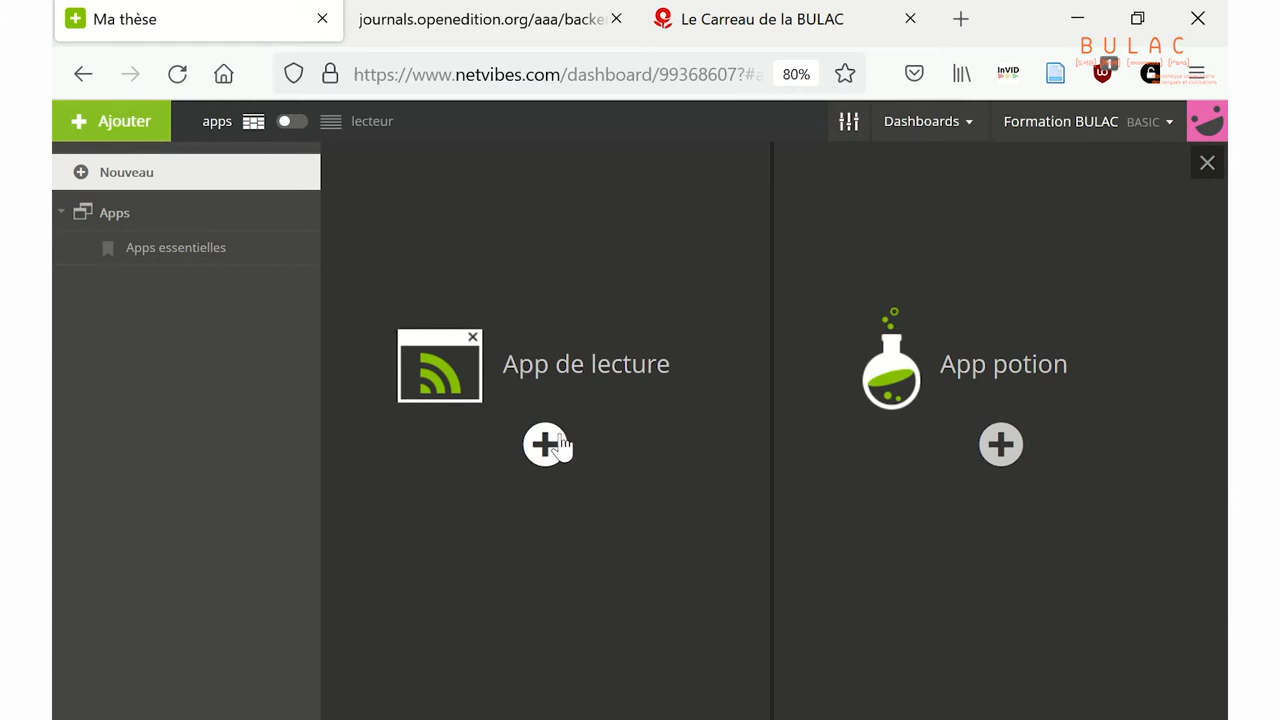 Ma thèse
journals.openedition.org/aaa/backe
Le Carreau de la BULAC
BULAC
https://www.netvibes.com/dashboard/99368607?#a
80%
InVID
1
Ajouter
apps
lecteur
Dashboards
Formation BULAC BASIC
Nouveau
Apps
Apps essentielles
App de lecture
App potion